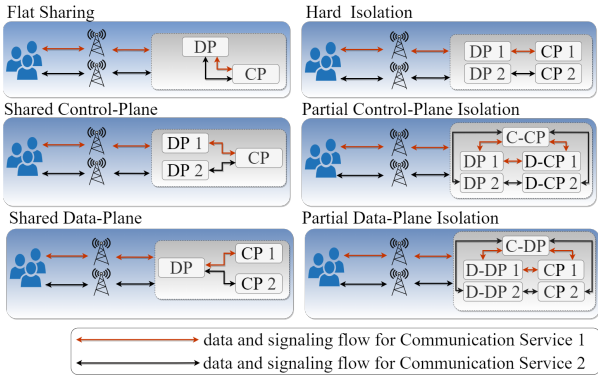 Flat Sharing
DP
CP
Hard Isolation
DP 1
CP 1
DP 2
CP 2
Shared Control-Plane
DP 1
CP
DP 2
Partial Control-Plane Isolation
C-CP
DP 1
D-CP 1
DP 2
D-CP 2
Shared Data-Plane
CP 1
DP
CP 2
Partial Data-Plane Isolation
C-DP
D-DP 1
CP 1
D-DP 2
CP 2
data and signaling flow for Communication Service 1
data and signaling flow for Communication Service 2